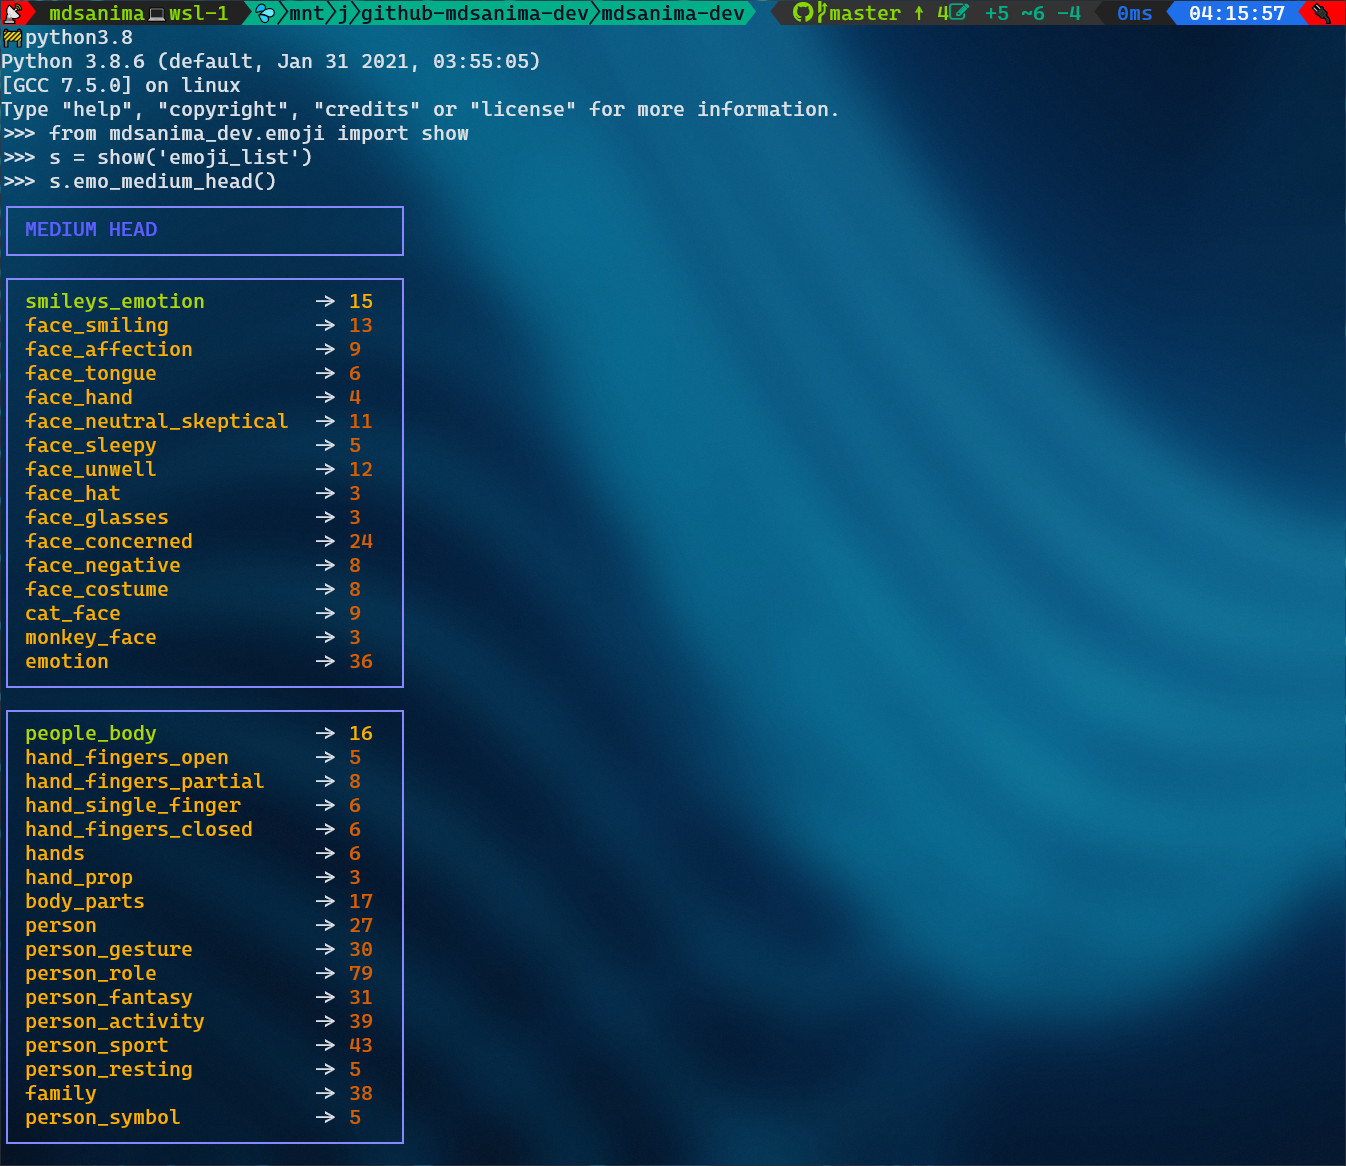 mdsanima wsl-1 mnt j github-mdsanima-dev mdsanima-dev master ↑ 4 +5 ~6 -4 0ms 04:15:57
python3.8
Python 3.8.6 (default, Jan 31 2021, 03:55:05)
[GCC 7.5.0] on linux
Type "help", "copyright", "credits" or "license" for more information.
>>> from mdsanima_dev.emoji import show
>>> s = show('emoji_list')
>>> s.emo_medium_head()
MEDIUM HEAD
smileys_emotion → 15
face_smiling → 13
face_affection → 9
face_tongue → 6
face_hand → 4
face_neutral_skeptical → 11
face_sleepy → 5
face_unwell → 12
face_hat → 3
face_glasses → 3
face_concerned → 24
face_negative → 8
face_costume → 8
cat_face → 9
monkey_face → 3
emotion → 36
people_body → 16
hand_fingers_open → 5
hand_fingers_partial → 8
hand_single_finger → 6
hand_fingers_closed → 6
hands → 6
hand_prop → 3
body_parts → 17
person → 27
person_gesture → 30
person_role → 79
person_fantasy → 31
person_activity → 39
person_sport → 43
person_resting → 5
family → 38
person_symbol → 5